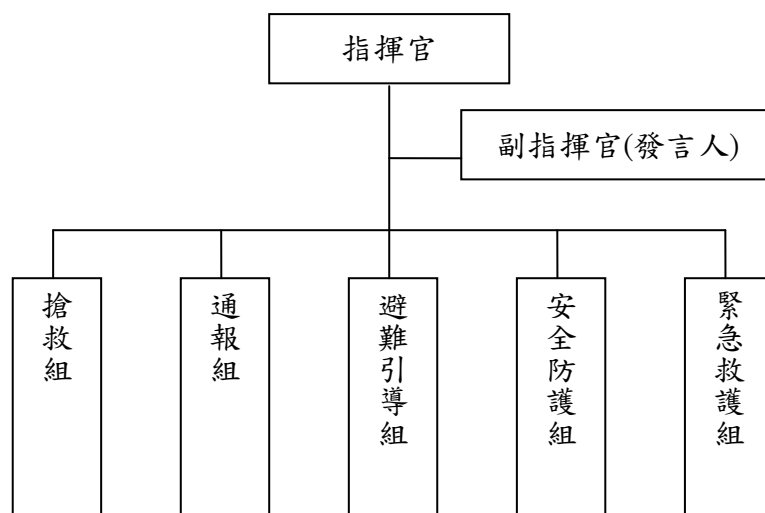 指揮官
副指揮官(發言人)
搶救組
通報組
避難引導組
安全防護組
緊急救護組